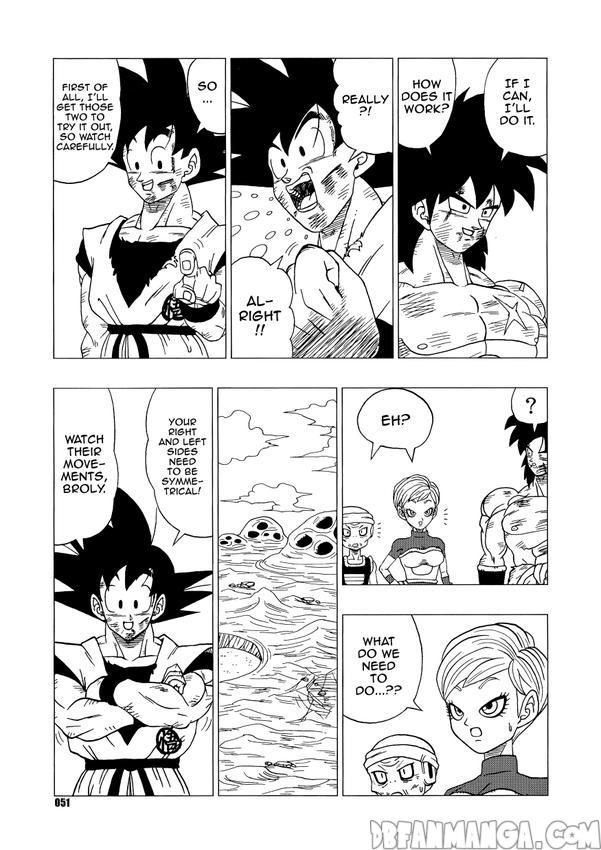 IF I
CAN,
I'LL
DO IT.
HOW
DOES IT
WORK?
REALLY
?!
AL-
RIGHT
!!
SO
...
FIRST OF
ALL, I'LL
GET THOSE
TWO TO
TRY IT OUT,
SO WATCH
CAREFULLY.
?
EH?
WHAT
DO WE
NEED
TO
DO...??
YOUR
RIGHT
AND LEFT
SIDES
NEED
TO BE
SYMME-
TRICAL!
WATCH
THEIR
MOVE-
MENTS,
BROLY.
悟
051
DBFANMANGA.COM